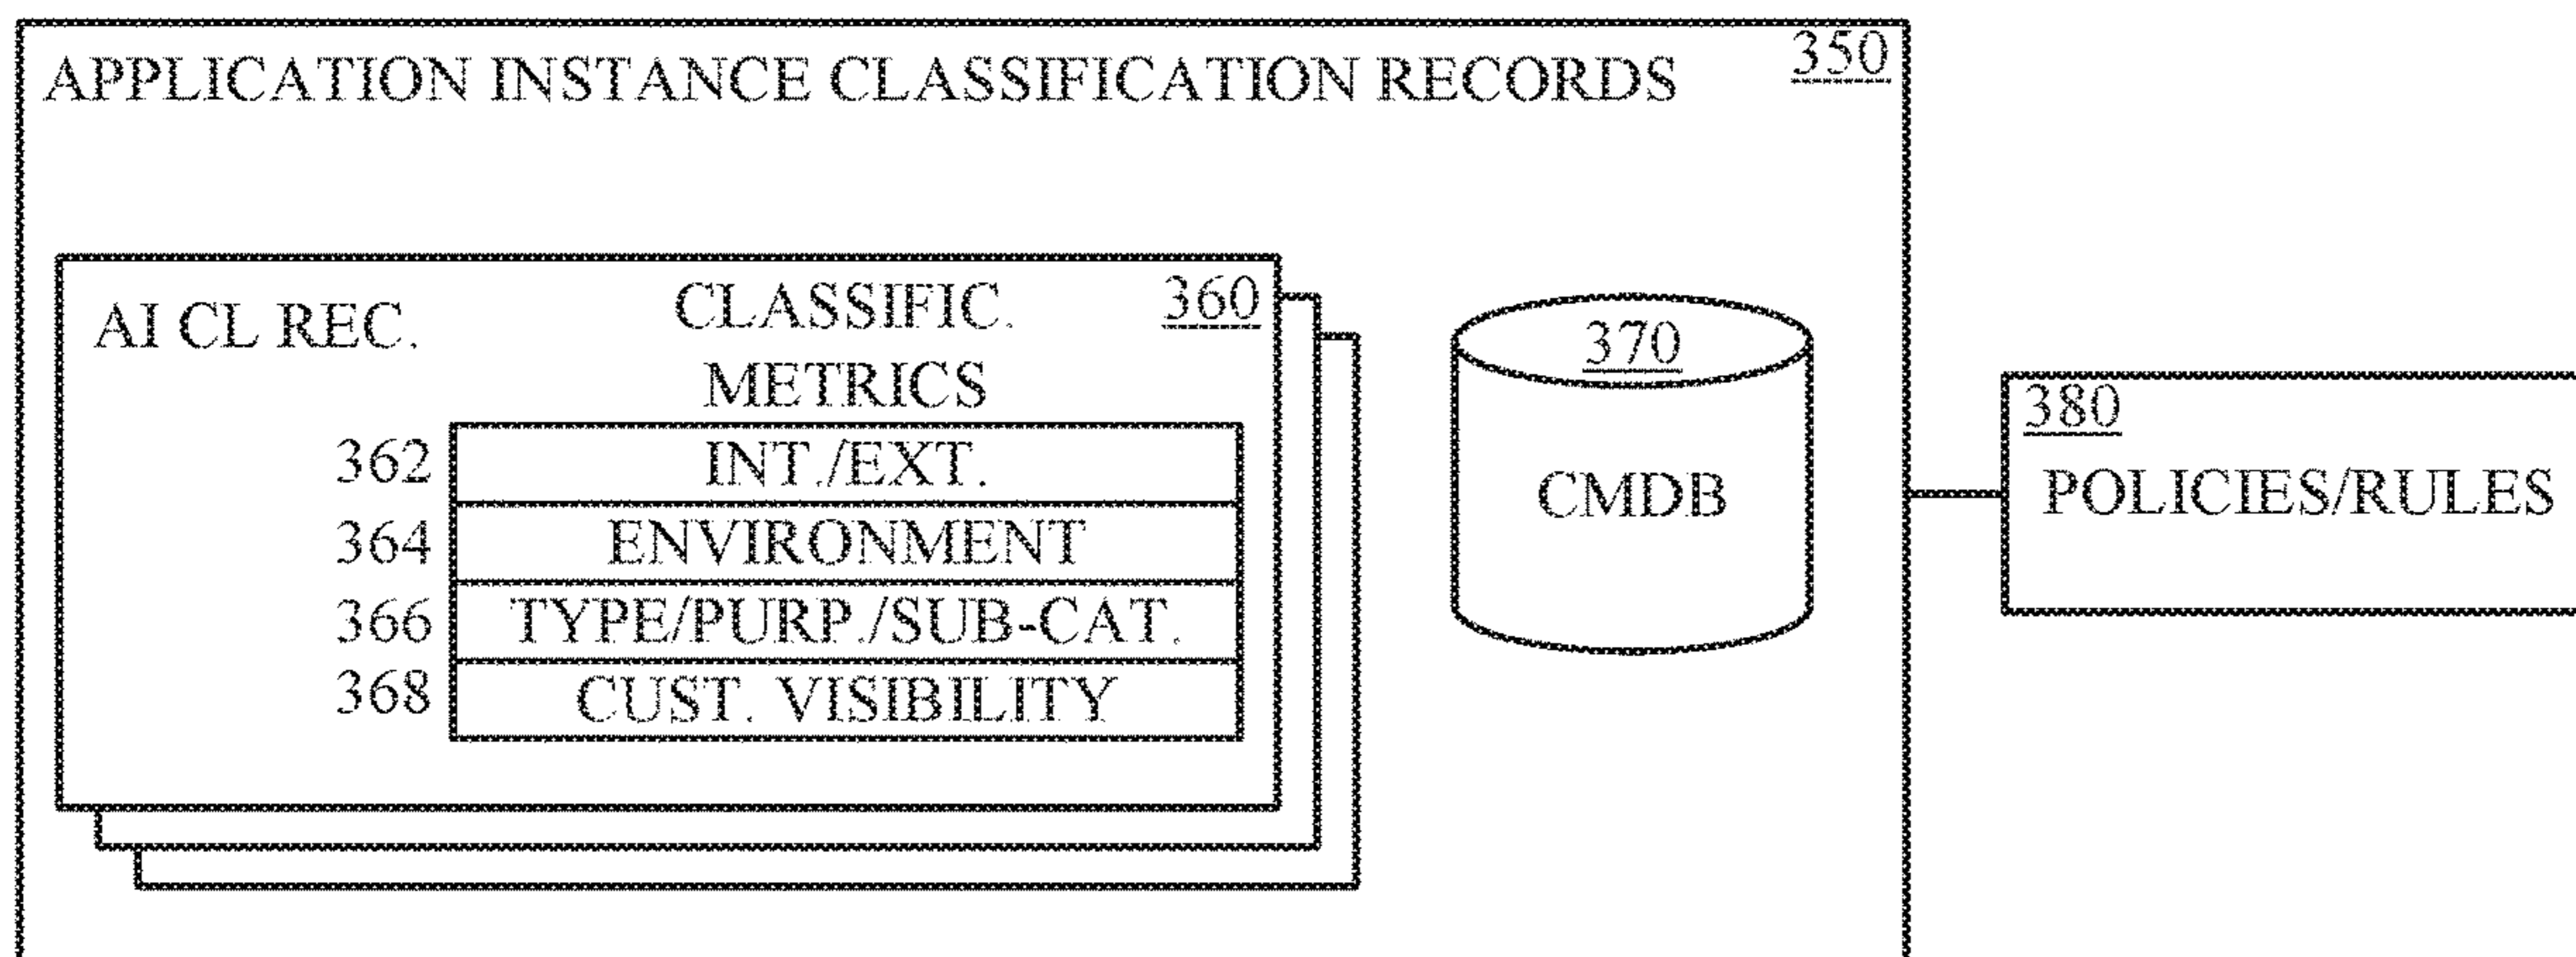 APPLICATION INSTANCE CLASSIFICATION RECORDS 350
AI CL REC. CLASSIFIC. 360
METRICS
362 INT./EXT.
364 ENVIRONMENT
366 TYPE/PURP./SUB-CAT.
368 CUST. VISIBILITY
370
CMDB
380
POLICIES/RULES